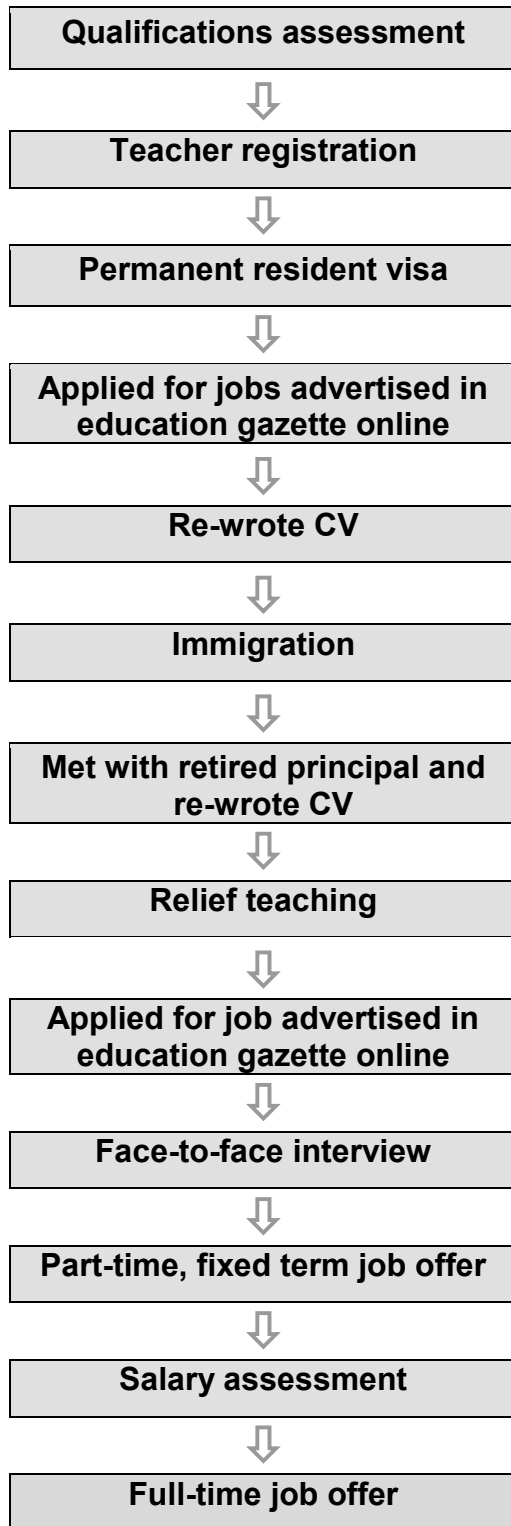 Qualifications assessment
Teacher registration
Permanent resident visa
Applied for jobs advertised in
education gazette online
Re-wrote CV
Immigration
Met with retired principal and
re-wrote CV
Relief teaching
Applied for job advertised in
education gazette online
Face-to-face interview
Part-time, fixed term job offer
Salary assessment
Full-time job offer